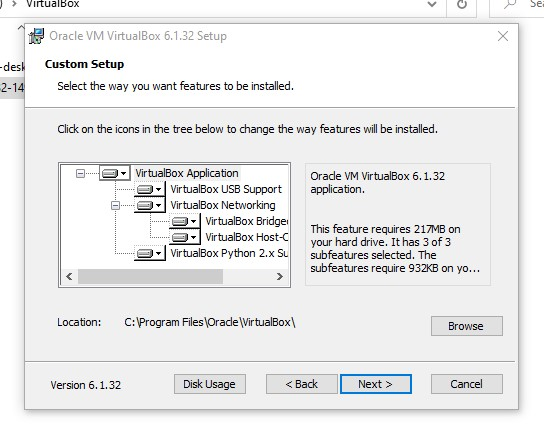 VirtualBox
Oracle VM VirtualBox 6.1.32 Setup
Custom Setup
Select the way you want features to be installed.
Click on the icons in the tree below to change the way features will be installed.
VirtualBox Application
VirtualBox USB Support
VirtualBox Networking
VirtualBox Bridge
VirtualBox Host-C
VirtualBox Python 2.x Su
Oracle VM VirtualBox 6.1.32
application.
This feature requires 217MB on
your hard drive. It has 3 of 3
subfeatures selected. The
subfeatures require 932KB on yo...
Location: C:\Program Files\Oracle\VirtualBox\
Browse
Version 6.1.32
Disk Usage
< Back
Next >
Cancel
-desk